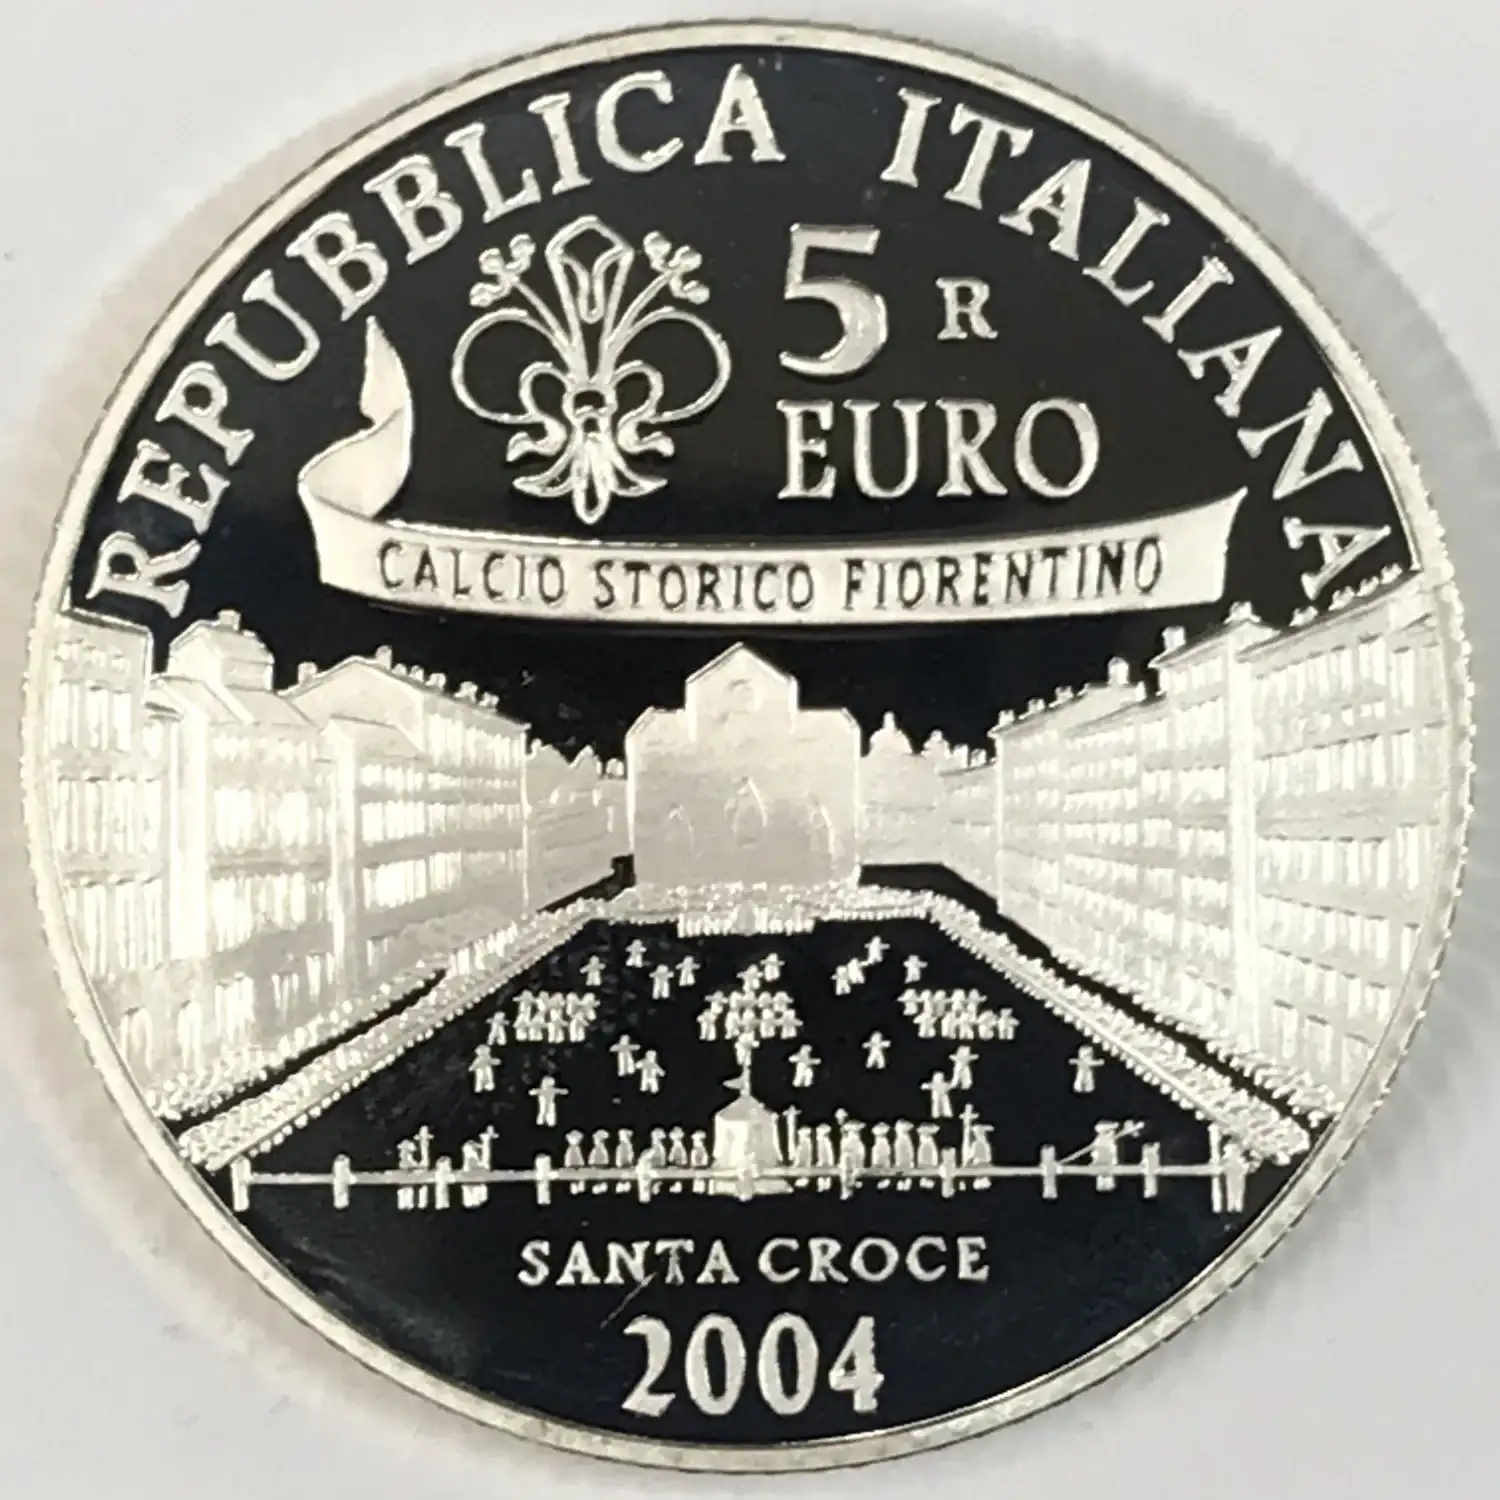 REPUBBLICA ITALIANA
5 R
EURO
CALCIO STORICO FIORENTINO
SANTA CROCE
2004